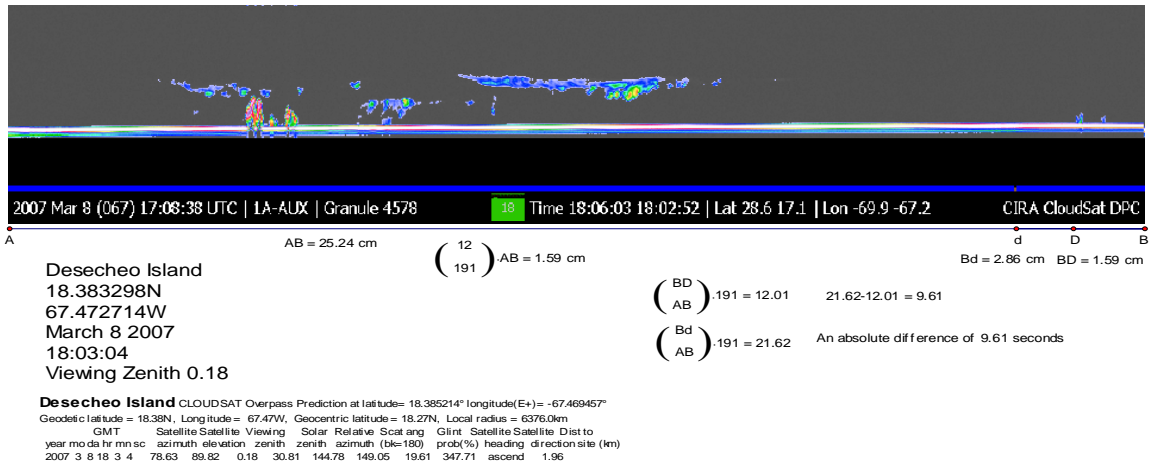 2007 Mar 8 (067) 17:08:38 UTC | 1A-AUX | Granule 4578 18 Time 18:06:03 18:02:52 | Lat 28.6 17.1 | Lon -69.9 -67.2 CIRA CloudSat DPC
A d D B
AB = 25.24 cm
(12/191)·AB = 1.59 cm
Bd = 2.86 cm BD = 1.59 cm
Desecheo Island
18.383298N
67.472714W
March 8 2007
18:03:04
Viewing Zenith 0.18
(BD/AB)·191 = 12.01 21.62-12.01 = 9.61
(Bd/AB)·191 = 21.62 An absolute difference of 9.61 seconds
Desecheo Island CLOUDSAT Overpass Prediction at latitude= 18.385214° longitude(E+)= -67.469457°
Geodetic latitude = 18.38N, Longitude= 67.47W, Geocentric latitude = 18.27N, Local radius = 6376.0km
GMT Satellite Satellite Viewing Solar Relative Scat ang Glint Satellite Satellite Dist to
year mo da hr mn sc azimuth elevation zenith zenith azimuth (bk=180) prob(%) heading direction site (km)
2007 3 8 18 3 4 78.63 89.82 0.18 30.81 144.78 149.05 19.61 347.71 ascend 1.96